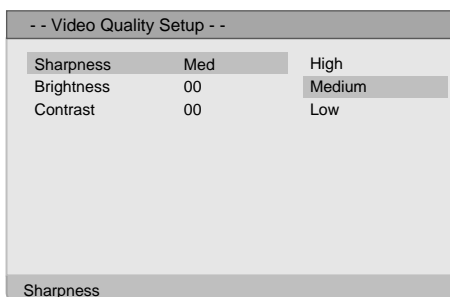 - - Video Quality Setup - -
Sharpness Med High
Brightness 00 Medium
Contrast 00 Low
Sharpness